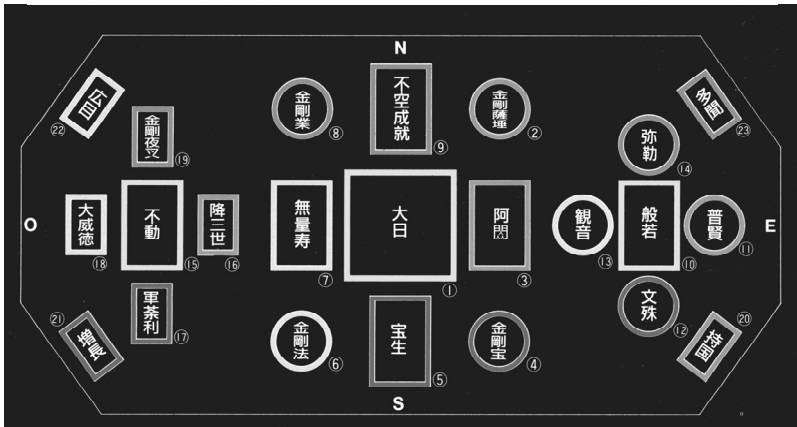 N
広目
㉒
金剛夜叉
⑲
金剛業
⑧
不空成就
⑨
金剛薩埵
②
弥勒
⑭
多聞
㉓
O
大威徳
⑱
不動
⑮
降三世
⑯
無量寿
⑦
大日
①
阿閦
③
観音
⑬
般若
⑩
普賢
⑪
E
増長
㉑
軍荼利
⑰
金剛法
⑥
宝生
⑤
金剛宝
④
文殊
⑫
持国
⑳
S